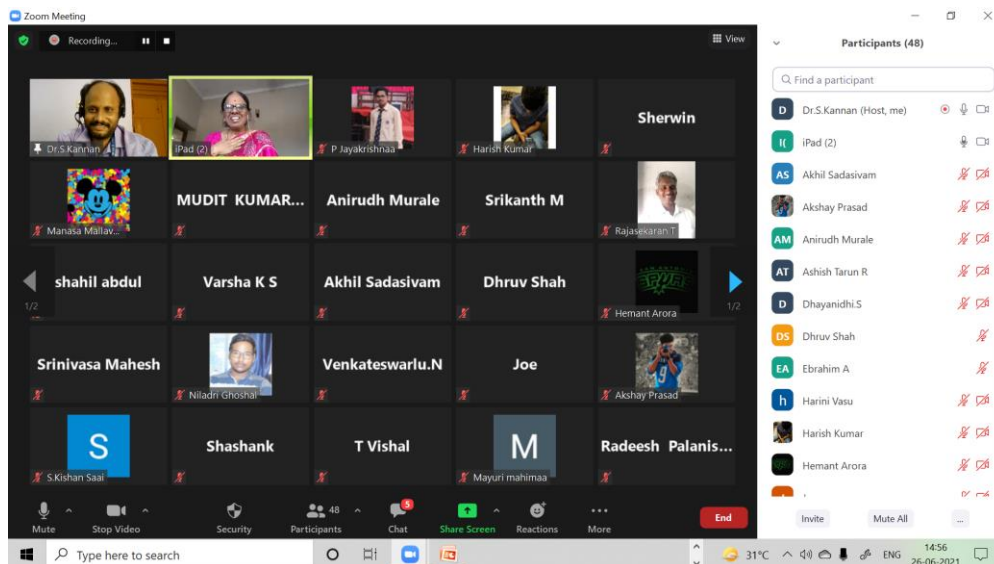 Zoom Meeting
Recording...
View
Dr.S.Kannan
iPad (2)
P Jayakrishnaa
Harish Kumar
Sherwin
Manasa Mallav...
MUDIT KUMAR...
Anirudh Murale
Srikanth M
Rajasekaran T
shahil abdul
Varsha K S
Akhil Sadasivam
Dhruv Shah
Hemant Arora
1/2
1/2
Srinivasa Mahesh
Niladri Ghoshal
Venkateswarlu.N
Joe
Akshay Prasad
S
S.Kishan Saai
Shashank
T Vishal
M
Mayuri mahimaa
Radeesh Palanis...
Mute
Stop Video
Security
48
Participants
5
Chat
Share Screen
Reactions
More
End
Participants (48)
Find a participant
D Dr.S.Kannan (Host, me)
I( iPad (2)
AS Akhil Sadasivam
Akshay Prasad
AM Anirudh Murale
AT Ashish Tarun R
D Dhayanidhi.S
DS Dhruv Shah
EA Ebrahim A
h Harini Vasu
Harish Kumar
Hemant Arora
Invite
Mute All
...
Type here to search
31°C
ENG
14:56
26-06-2021